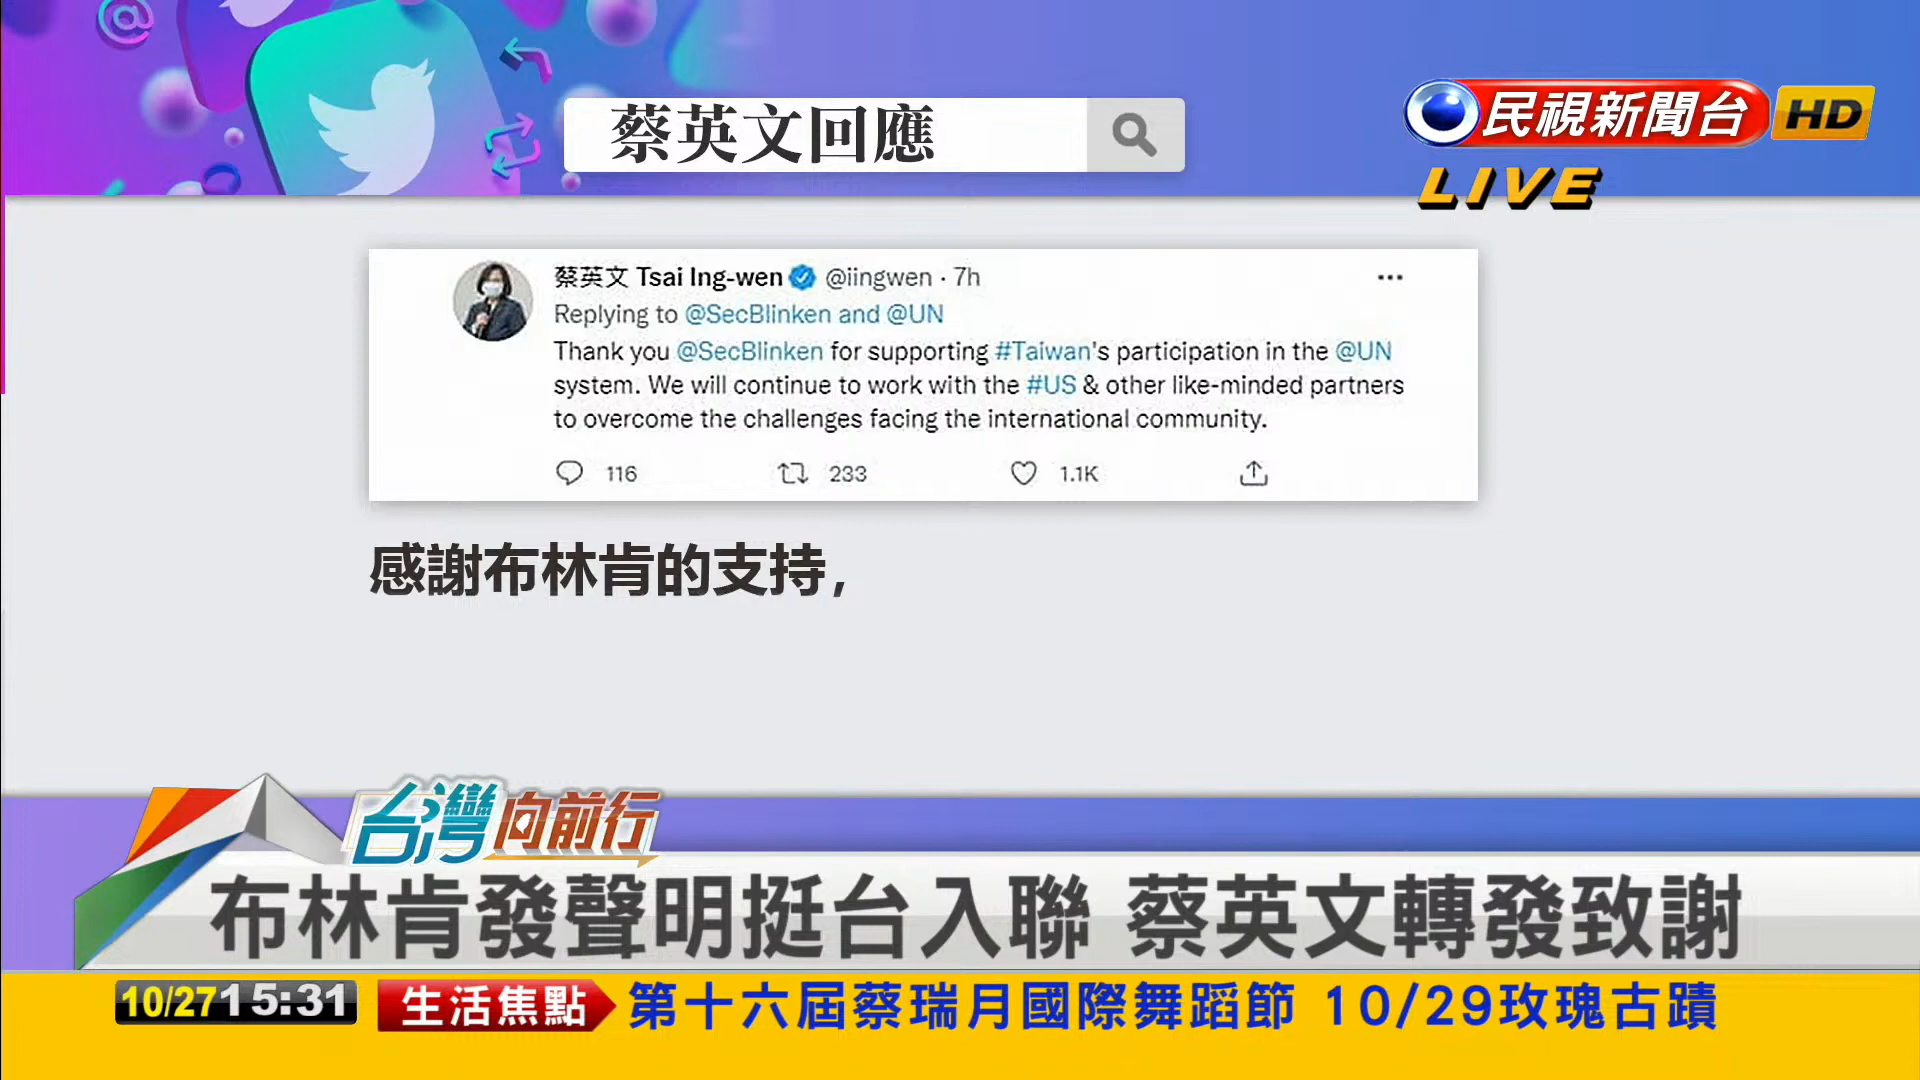 蔡英文回應
民視新聞台 HD
LIVE
蔡英文 Tsai Ing-wen @iingwen · 7h
Replying to @SecBlinken and @UN
Thank you @SecBlinken for supporting #Taiwan's participation in the @UN
system. We will continue to work with the #US & other like-minded partners
to overcome the challenges facing the international community.
116 233 1.1K
感謝布林肯的支持,
台灣向前行
布林肯發聲明挺台入聯 蔡英文轉發致謝
10/27 15:31 生活焦點 第十六屆蔡瑞月國際舞蹈節 10/29玫瑰古蹟